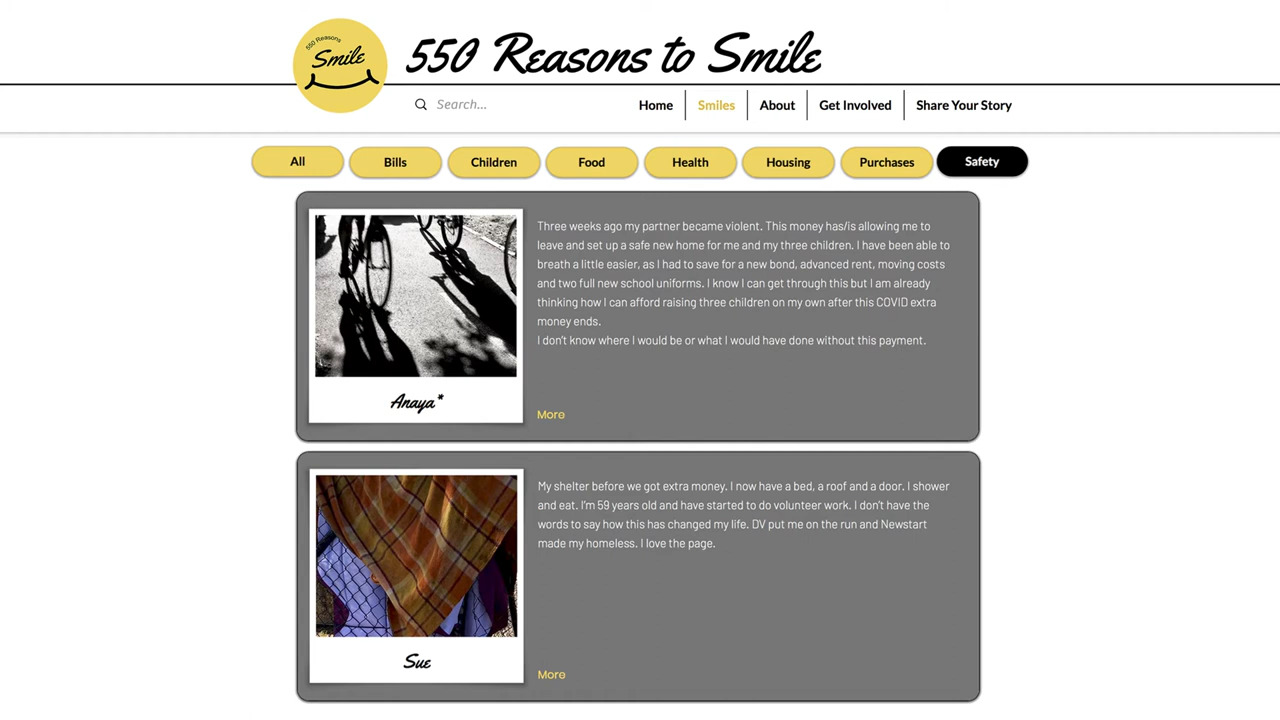 550 Reasons
Smile
550 Reasons to Smile
Search...
Home
Smiles
About
Get Involved
Share Your Story
All
Bills
Children
Food
Health
Housing
Purchases
Safety
Three weeks ago my partner became violent. This money has/is allowing me to
leave and set up a safe new home for me and my three children. I have been able to
breath a little easier, as I had to save for a new bond, advanced rent, moving costs
and two full new school uniforms. I know I can get through this but I am already
thinking how I can afford raising three children on my own after this COVID extra
money ends.
I don't know where I would be or what I would have done without this payment.
Anaya*
More
My shelter before we got extra money. I now have a bed, a roof and a door. I shower
and eat. I'm 59 years old and have started to do volunteer work. I don't have the
words to say how this has changed my life. DV put me on the run and Newstart
made my homeless. I love the page.
Sue
More